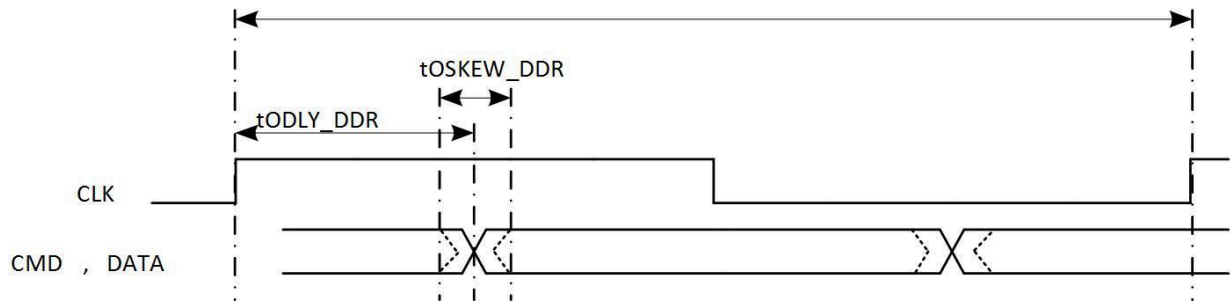 tOSKEW_DDR
tODLY_DDR
CLK
CMD , DATA